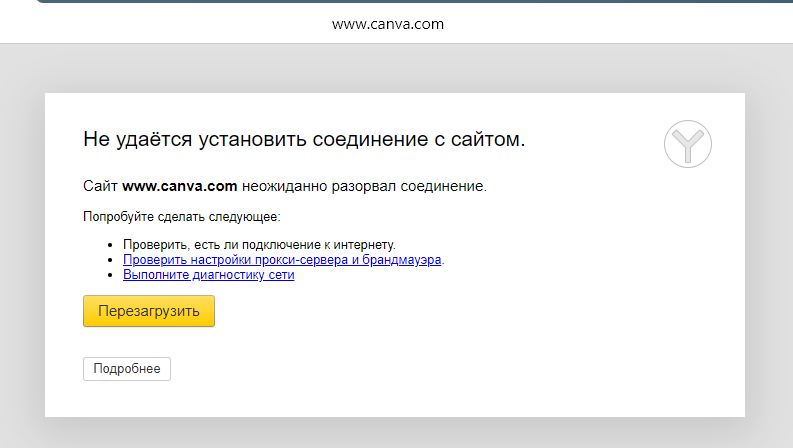 www.canva.com
Не удаётся установить соединение с сайтом.
Сайт www.canva.com неожиданно разорвал соединение.
Попробуйте сделать следующее:
Проверить, есть ли подключение к интернету.
Проверить настройки прокси-сервера и брандмауэра.
Выполните диагностику сети
Перезагрузить
Подробнее